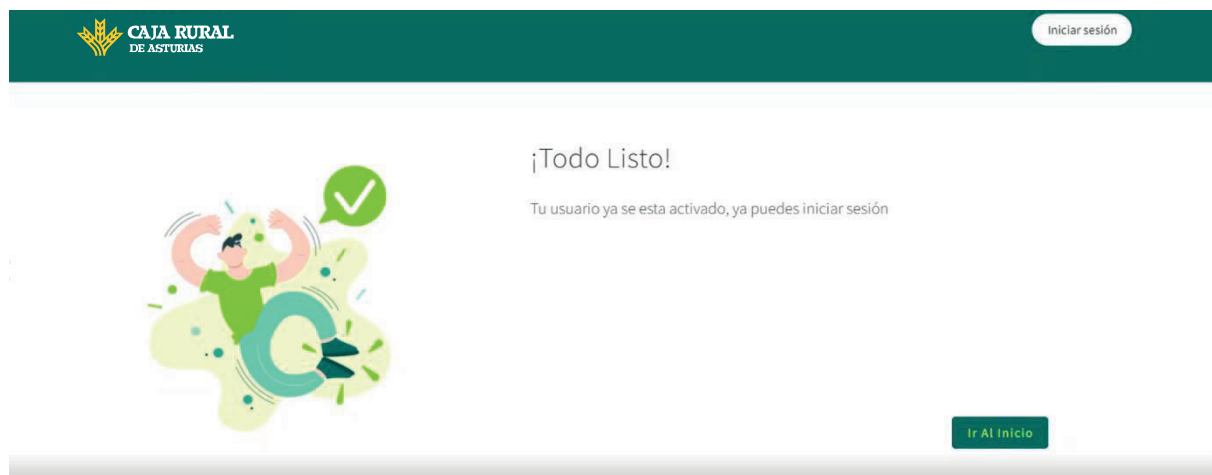 CAJA RURAL
DE ASTURIAS
Iniciar sesión
¡Todo Listo!
Tu usuario ya se esta activado, ya puedes iniciar sesión
Ir Al Inicio